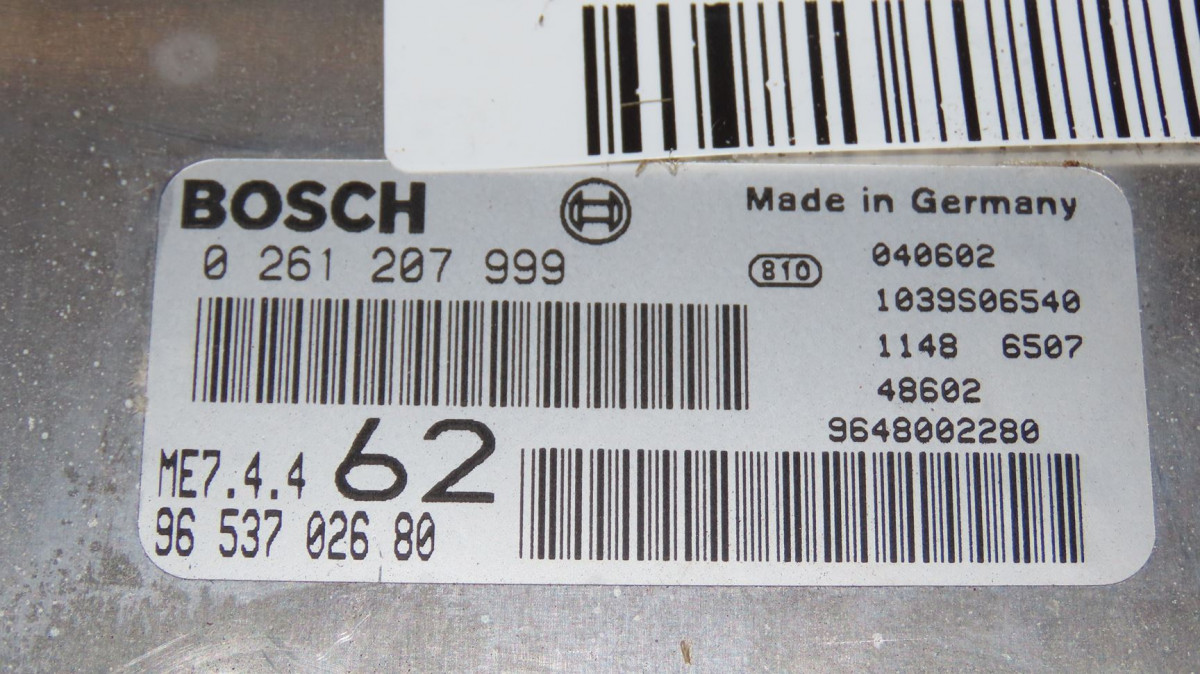 BOSCH
Made in Germany
0 261 207 999
810
040602
1039S06540
1148 6507
48602
9648002280
ME7.4.4 62
96 537 026 80